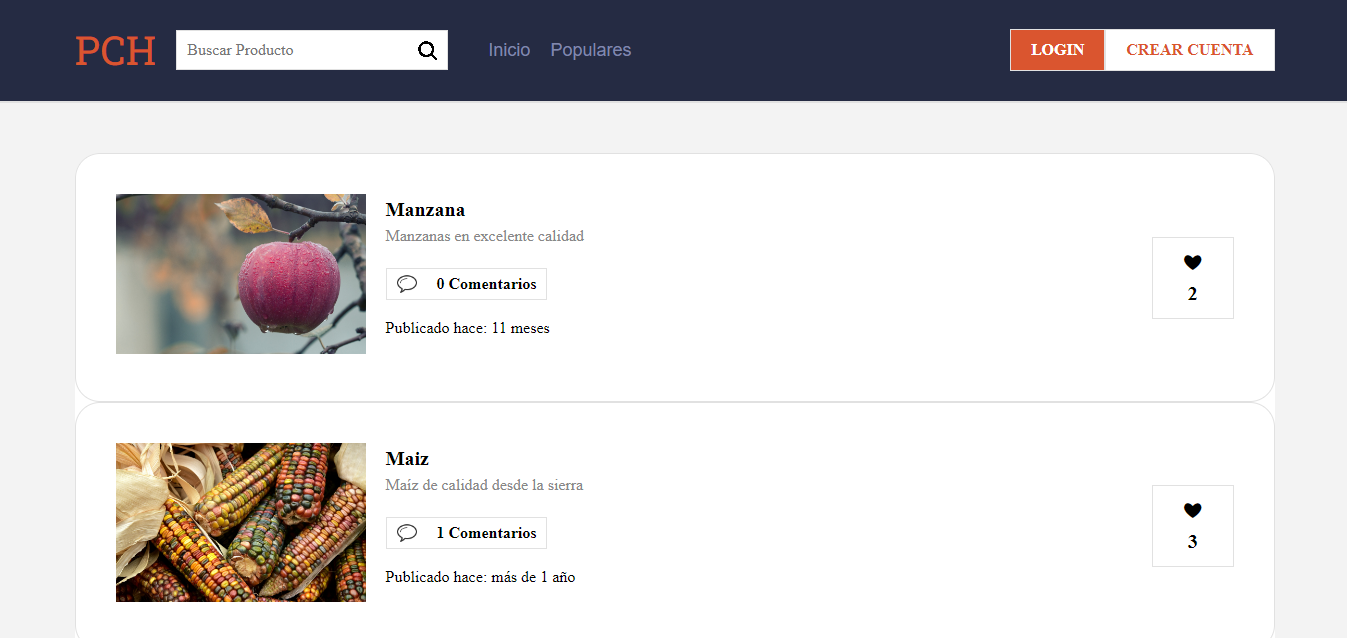 PCH
Buscar Producto
Inicio
Populares
LOGIN
CREAR CUENTA
Manzana
Manzanas en excelente calidad
0 Comentarios
Publicado hace: 11 meses
2
Maiz
Maíz de calidad desde la sierra
1 Comentarios
Publicado hace: más de 1 año
3